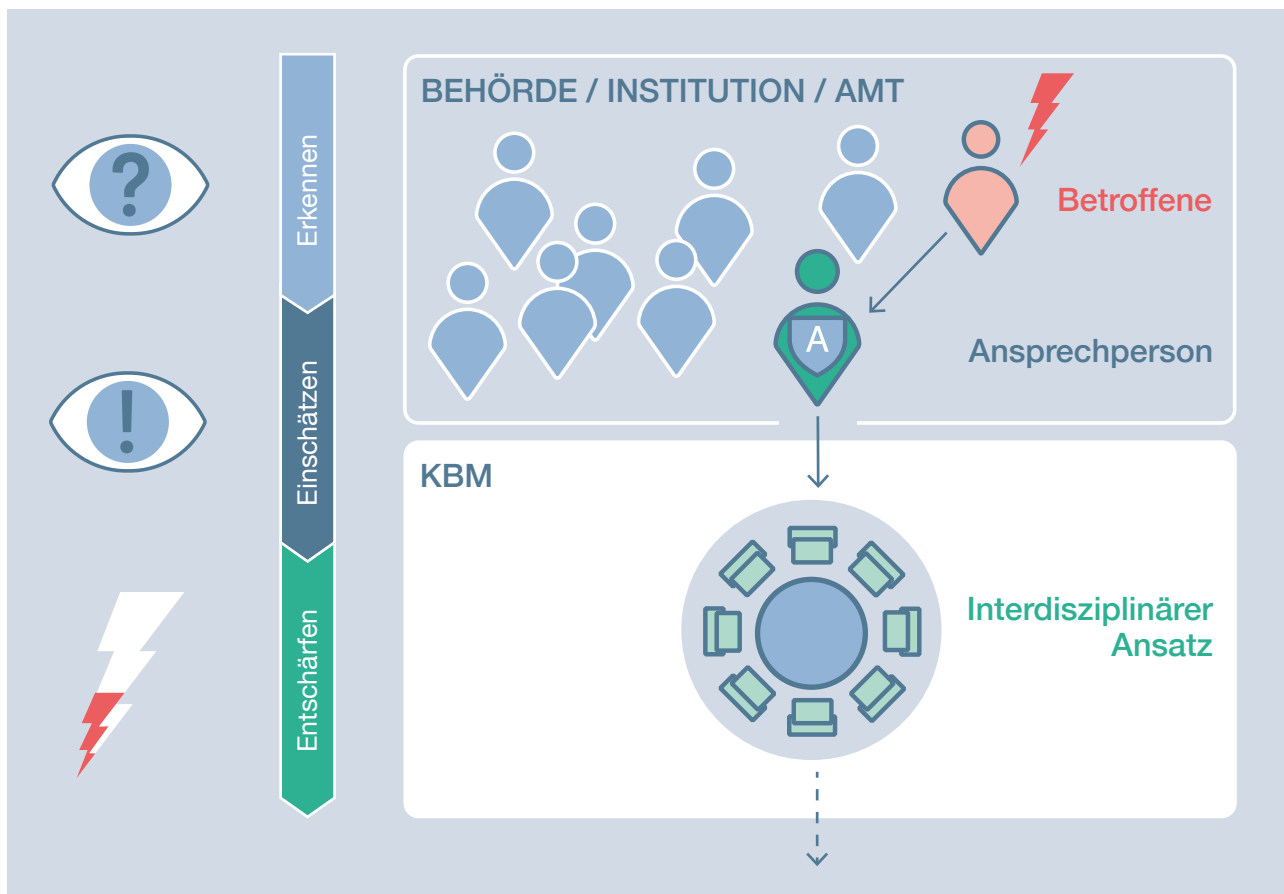 BEHÖRDE / INSTITUTION / AMT
?
Erkennen
Betroffene
A
Ansprechperson
!
Einschätzen
KBM
Entschärfen
Interdisziplinärer
Ansatz